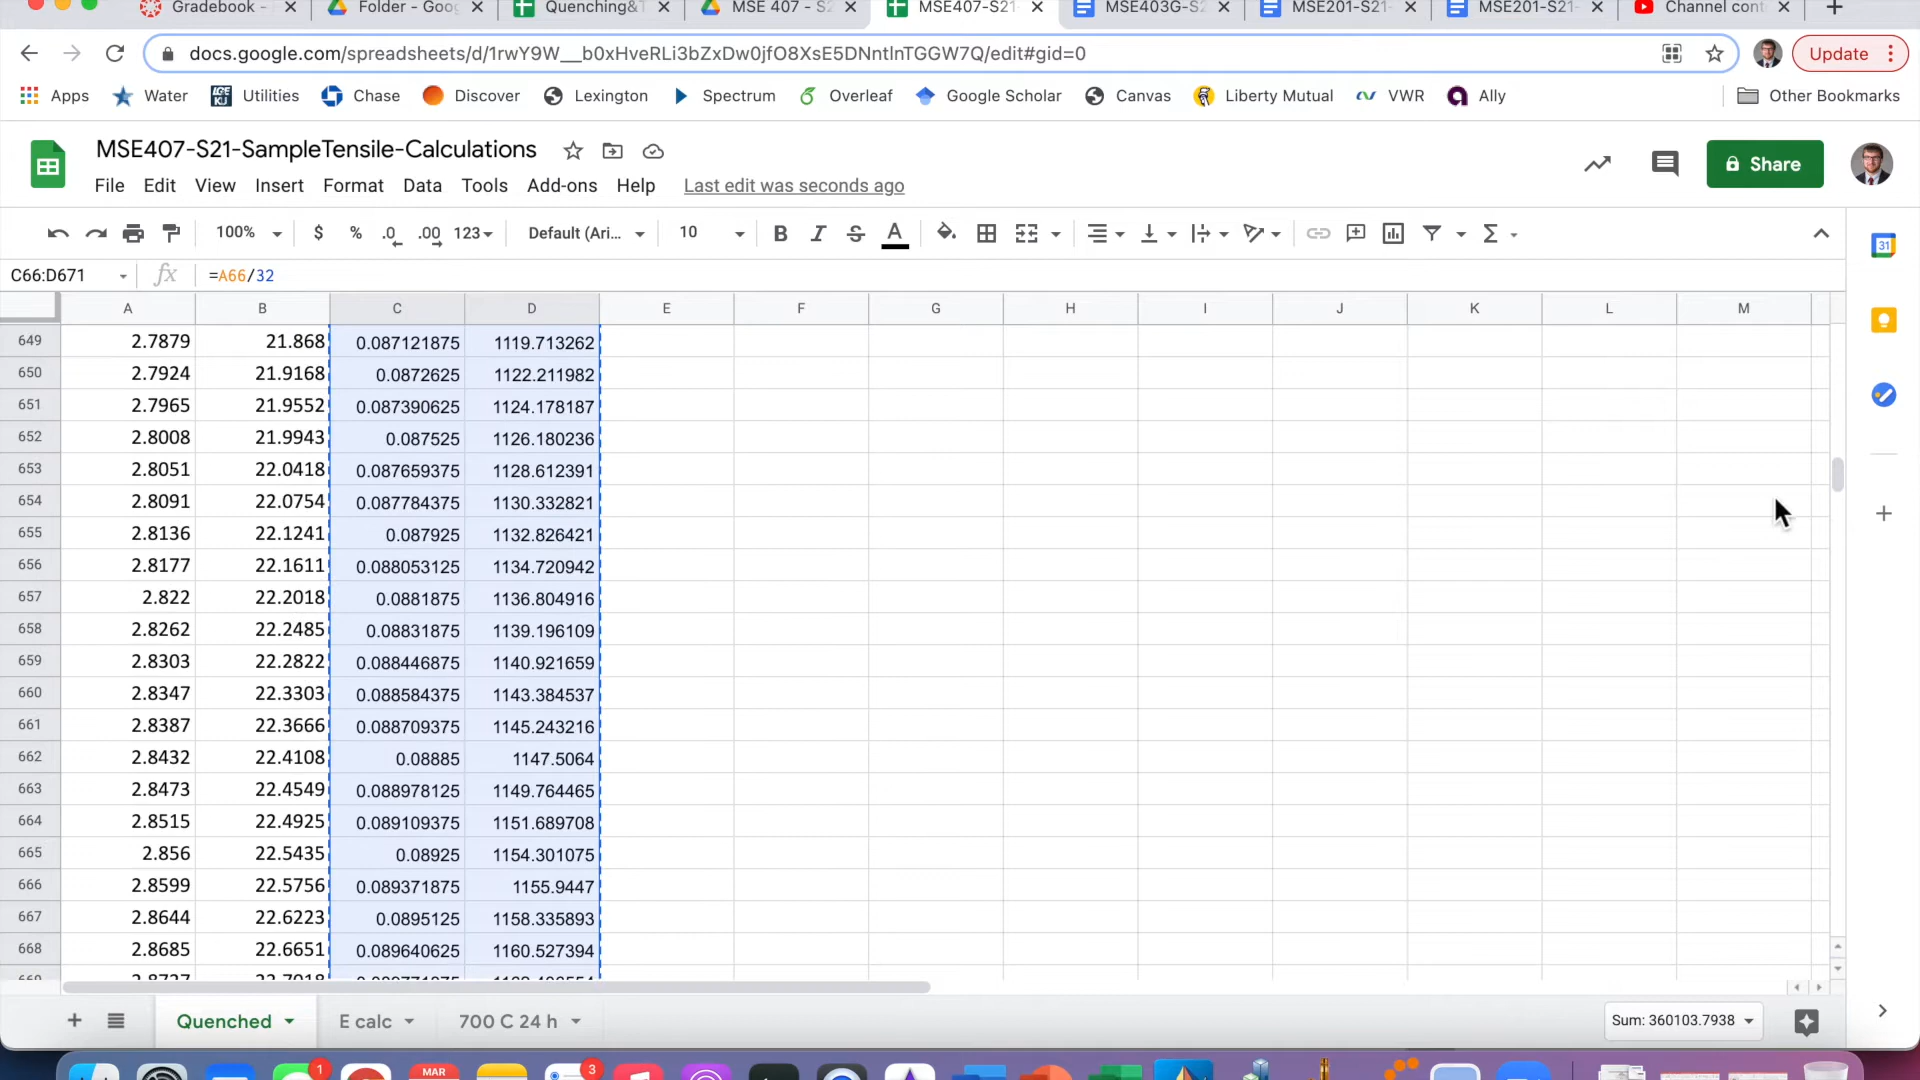 Gradebook -
Folder - Goo
Quenching&T
MSE 407 - S2
MSE407-S21-
MSE403G-S2
MSE201-S21-
MSE201-S21-
Channel cont
docs.google.com/spreadsheets/d/1rwY9W__b0xHveRLi3bZxDw0jfO8XsE5DNntlnTGGW7Q/edit#gid=0
Update
Apps
Water
Utilities
Chase
Discover
Lexington
Spectrum
Overleaf
Google Scholar
Canvas
Liberty Mutual
VWR
Ally
Other Bookmarks
MSE407-S21-SampleTensile-Calculations
File Edit View Insert Format Data Tools Add-ons Help Last edit was seconds ago
Share
100% $ % .0 .00 123 Default (Ari... 10 B I S A
31
C66:D671 fx =A66/32
A B C D E F G H I J K L M
649 2.7879 21.868 0.087121875 1119.713262
650 2.7924 21.9168 0.0872625 1122.211982
651 2.7965 21.9552 0.087390625 1124.178187
652 2.8008 21.9943 0.087525 1126.180236
653 2.8051 22.0418 0.087659375 1128.612391
654 2.8091 22.0754 0.087784375 1130.332821
655 2.8136 22.1241 0.087925 1132.826421
656 2.8177 22.1611 0.088053125 1134.720942
657 2.822 22.2018 0.0881875 1136.804916
658 2.8262 22.2485 0.08831875 1139.196109
659 2.8303 22.2822 0.088446875 1140.921659
660 2.8347 22.3303 0.088584375 1143.384537
661 2.8387 22.3666 0.088709375 1145.243216
662 2.8432 22.4108 0.08885 1147.5064
663 2.8473 22.4549 0.088978125 1149.764465
664 2.8515 22.4925 0.089109375 1151.689708
665 2.856 22.5435 0.08925 1154.301075
666 2.8599 22.5756 0.089371875 1155.9447
667 2.8644 22.6223 0.0895125 1158.335893
668 2.8685 22.6651 0.089640625 1160.527394
Quenched
E calc
700 C 24 h
Sum: 360103.7938
1
MAR
3